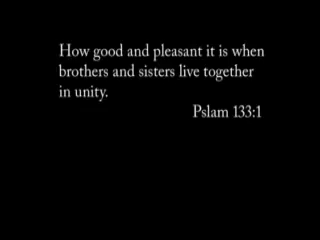 How good and pleasant it is when
brothers and sisters live together
in unity.
Pslam 133:1